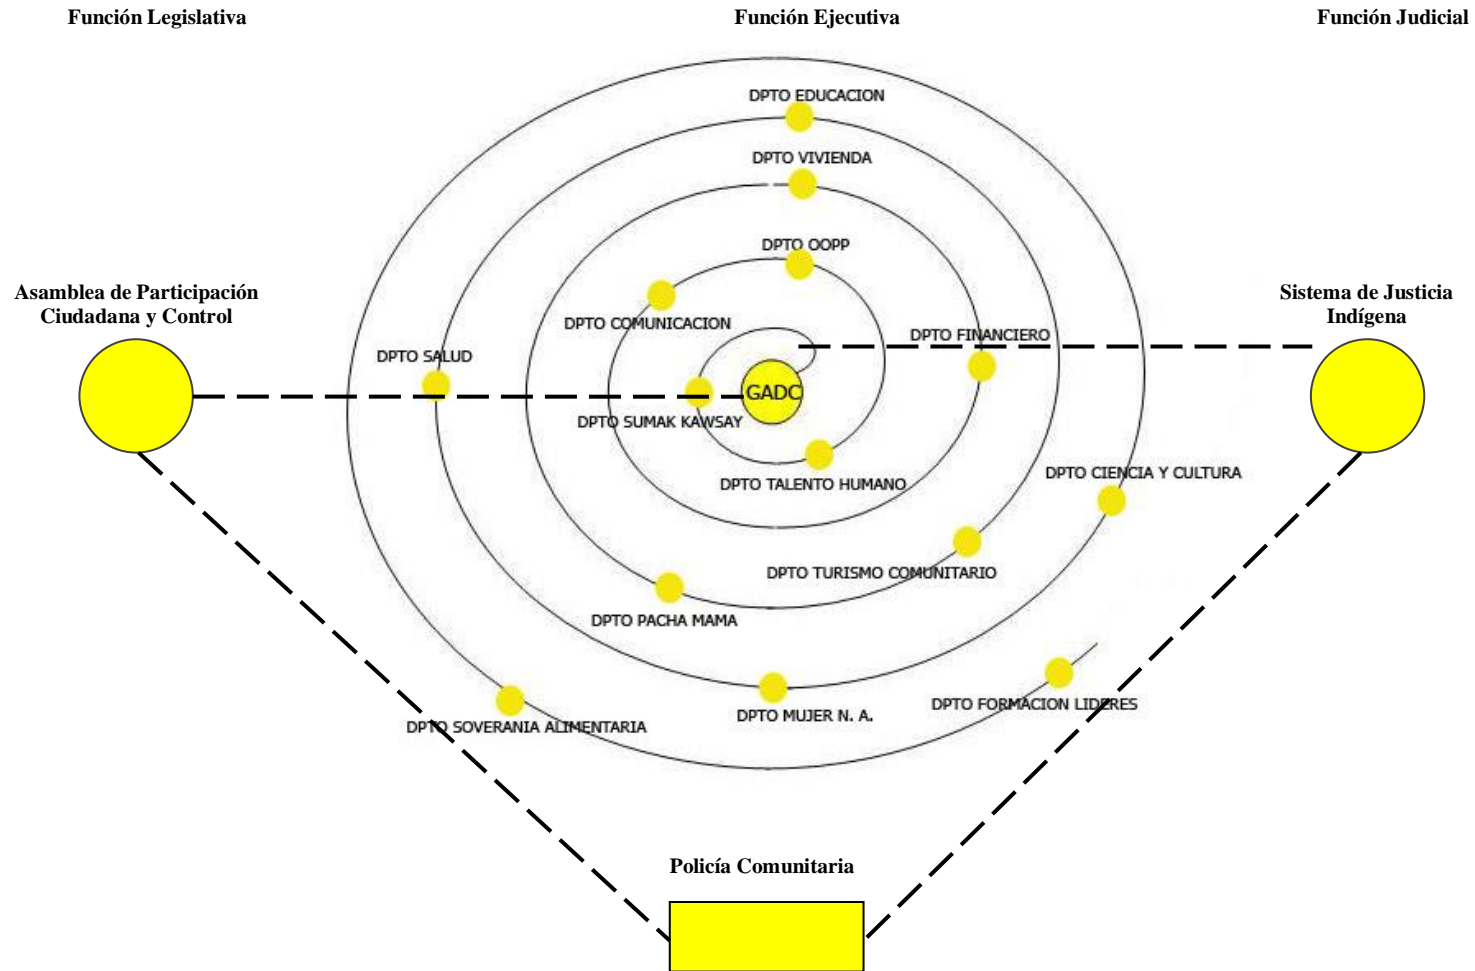 Función Legislativa
Función Ejecutiva
Función Judicial
DPTO EDUCACION
DPTO VIVIENDA
DPTO OOPP
Asamblea de Participación
Ciudadana y Control
Sistema de Justicia
Indígena
DPTO COMUNICACION
DPTO FINANCIERO
DPTO SALUD
GADC
DPTO SUMAK KAWSAY
DPTO CIENCIA Y CULTURA
DPTO TALENTO HUMANO
DPTO TURISMO COMUNITARIO
DPTO PACHA MAMA
DPTO FORMACION LIDERES
DPTO MUJER N. A.
DPTO SOVERANIA ALIMENTARIA
Policía Comunitaria